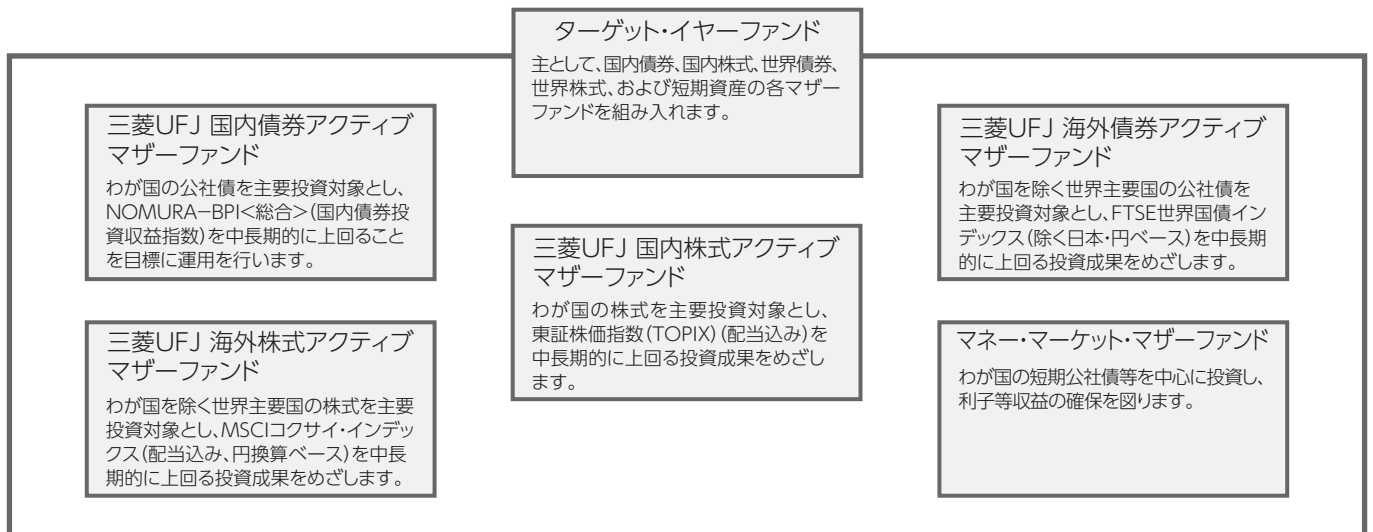 ターゲット・イヤーファンド
主として、国内債券、国内株式、世界債券、
世界株式、および短期資産の各マザー
ファンドを組み入れます。
三菱UFJ 国内債券アクティブ
マザーファンド
わが国の公社債を主要投資対象とし、
NOMURA−BPI<総合>(国内債券投
資収益指数)を中長期的に上回ること
を目標に運用を行います。
三菱UFJ 海外株式アクティブ
マザーファンド
わが国を除く世界主要国の株式を主要
投資対象とし、MSCIコクサイ・インデッ
クス(配当込み、円換算ベース)を中長
期的に上回る投資成果をめざします。
三菱UFJ 国内株式アクティブ
マザーファンド
わが国の株式を主要投資対象とし、
東証株価指数(TOPIX)(配当込み)を
中長期的に上回る投資成果をめざし
ます。
三菱UFJ 海外債券アクティブ
マザーファンド
わが国を除く世界主要国の公社債を
主要投資対象とし、FTSE世界国債イン
デックス(除く日本・円ベース)を中長期
的に上回る投資成果をめざします。
マネー・マーケット・マザーファンド
わが国の短期公社債等を中心に投資し、
利子等収益の確保を図ります。